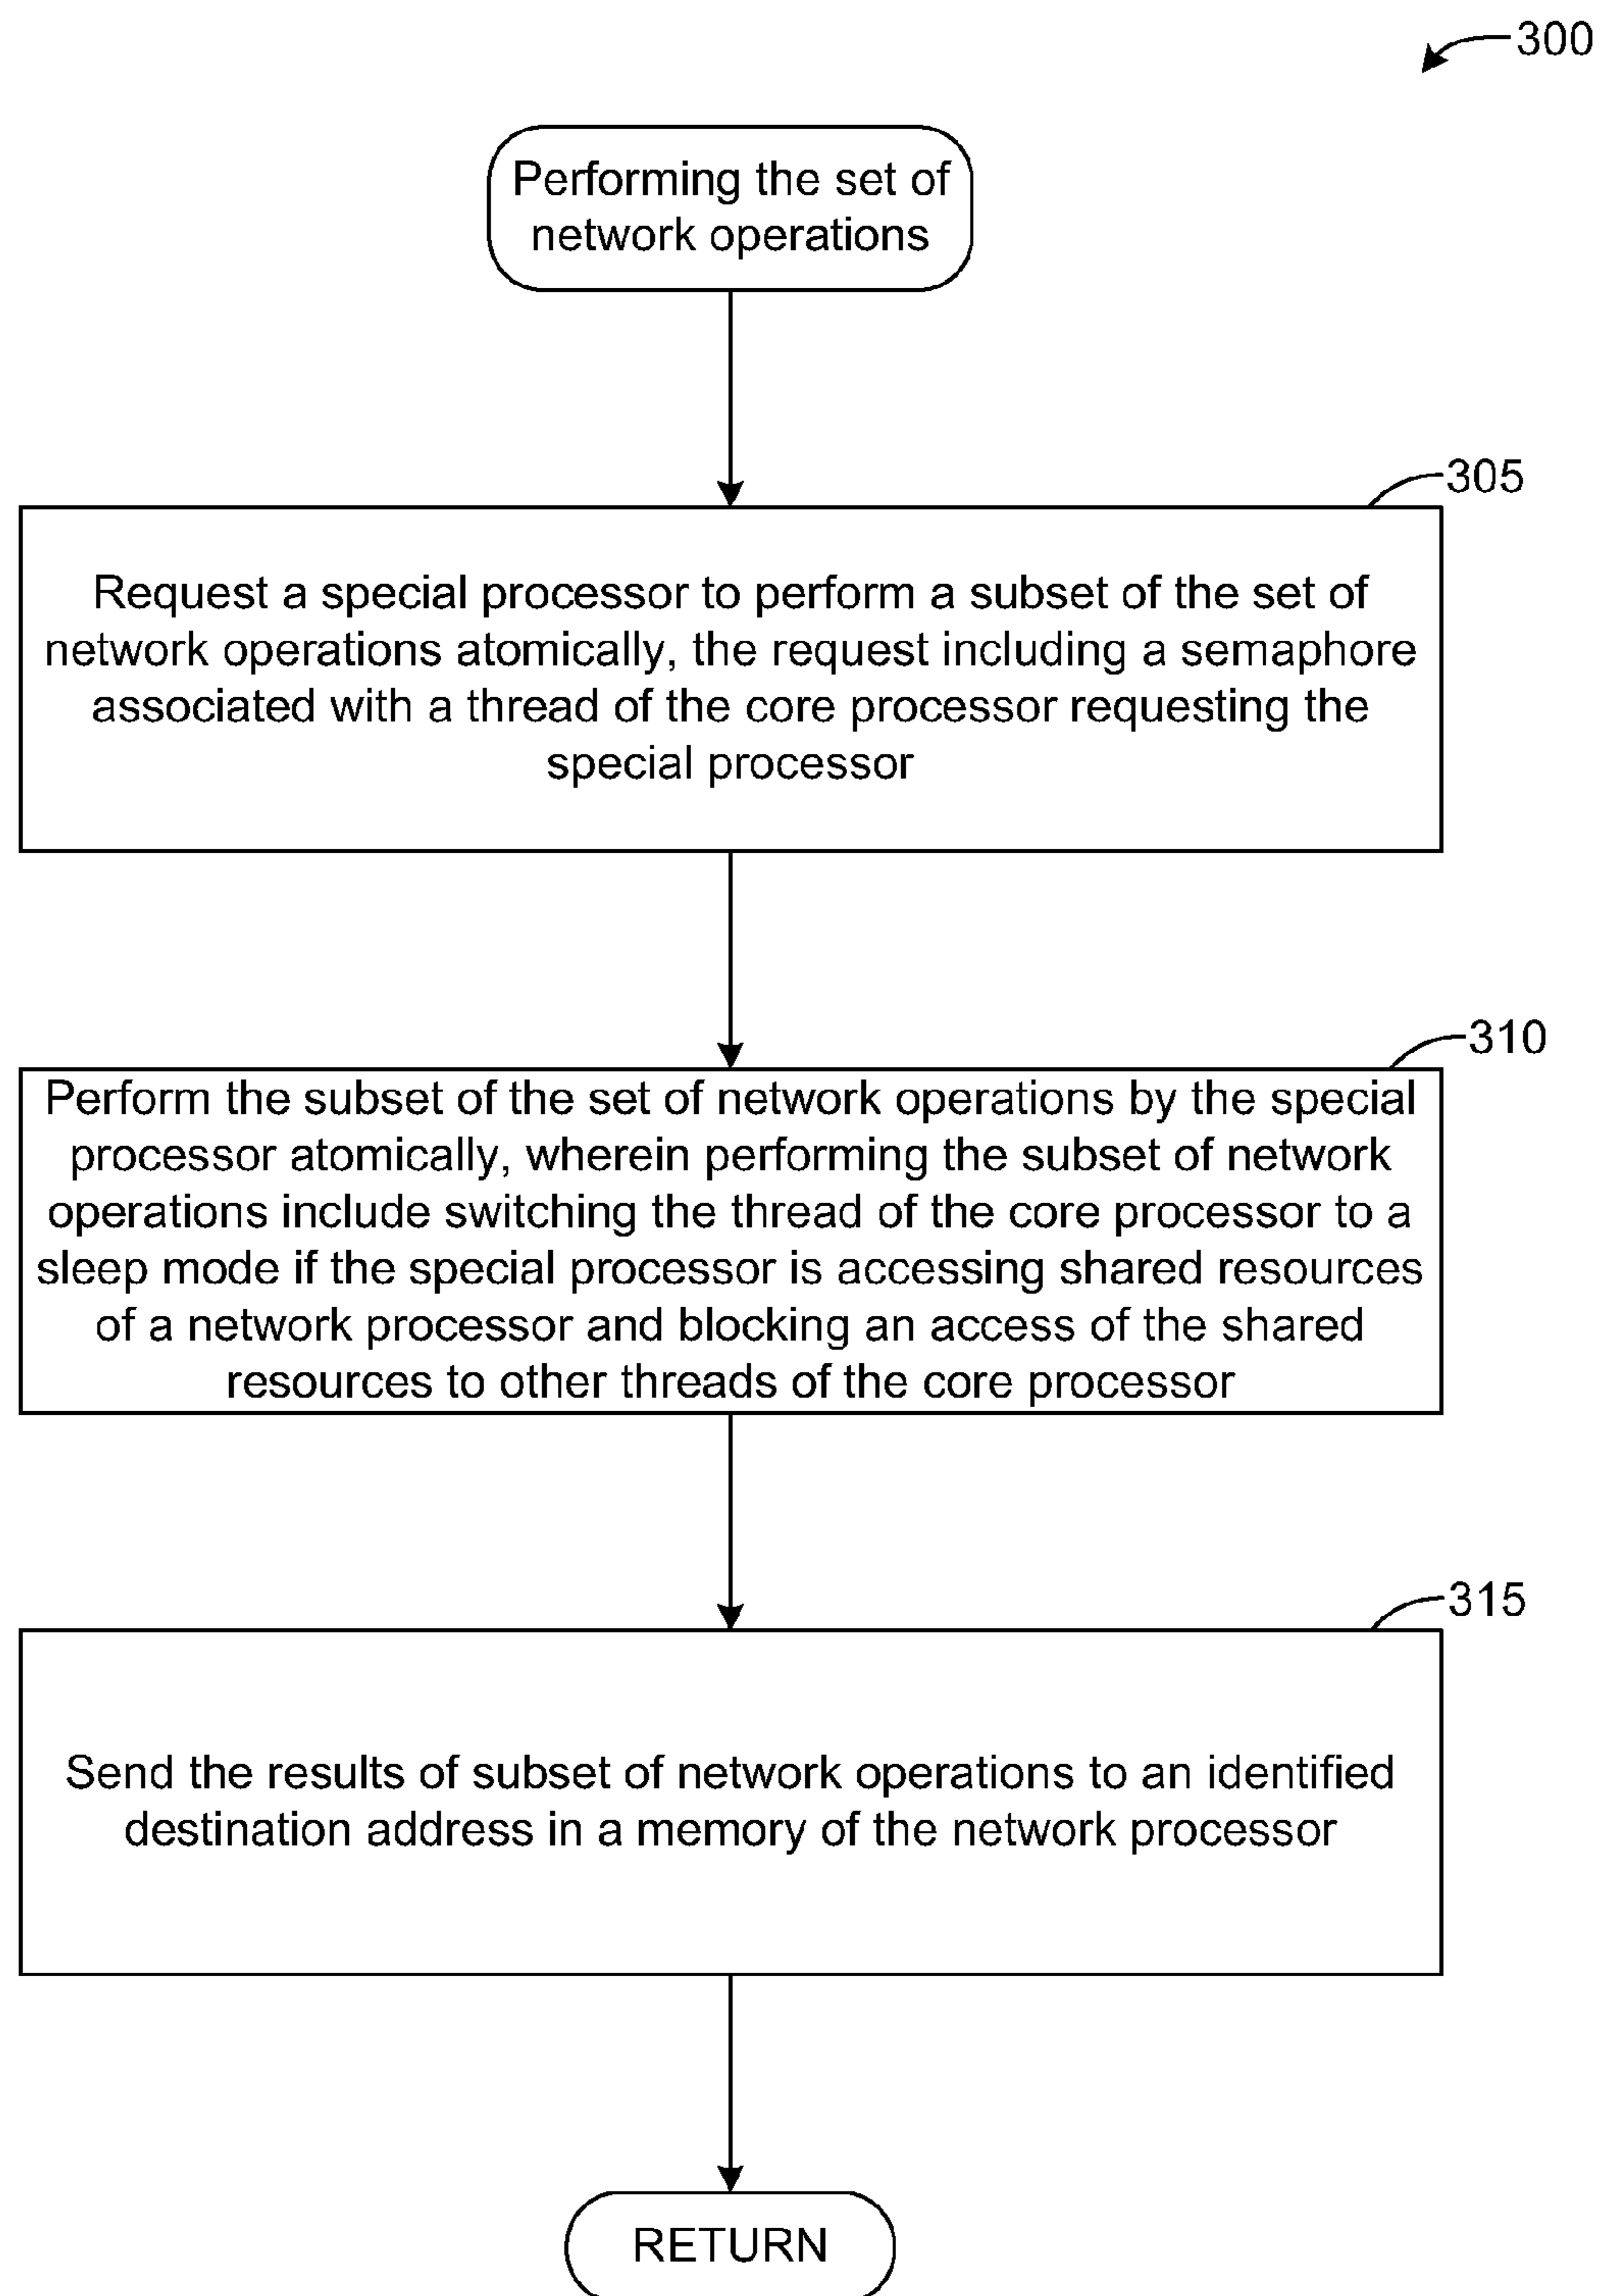 300
Performing the set of
network operations
305
Request a special processor to perform a subset of the set of
network operations atomically, the request including a semaphore
associated with a thread of the core processor requesting the
special processor
310
Perform the subset of the set of network operations by the special
processor atomically, wherein performing the subset of network
operations include switching the thread of the core processor to a
sleep mode if the special processor is accessing shared resources
of a network processor and blocking an access of the shared
resources to other threads of the core processor
315
Send the results of subset of network operations to an identified
destination address in a memory of the network processor
RETURN